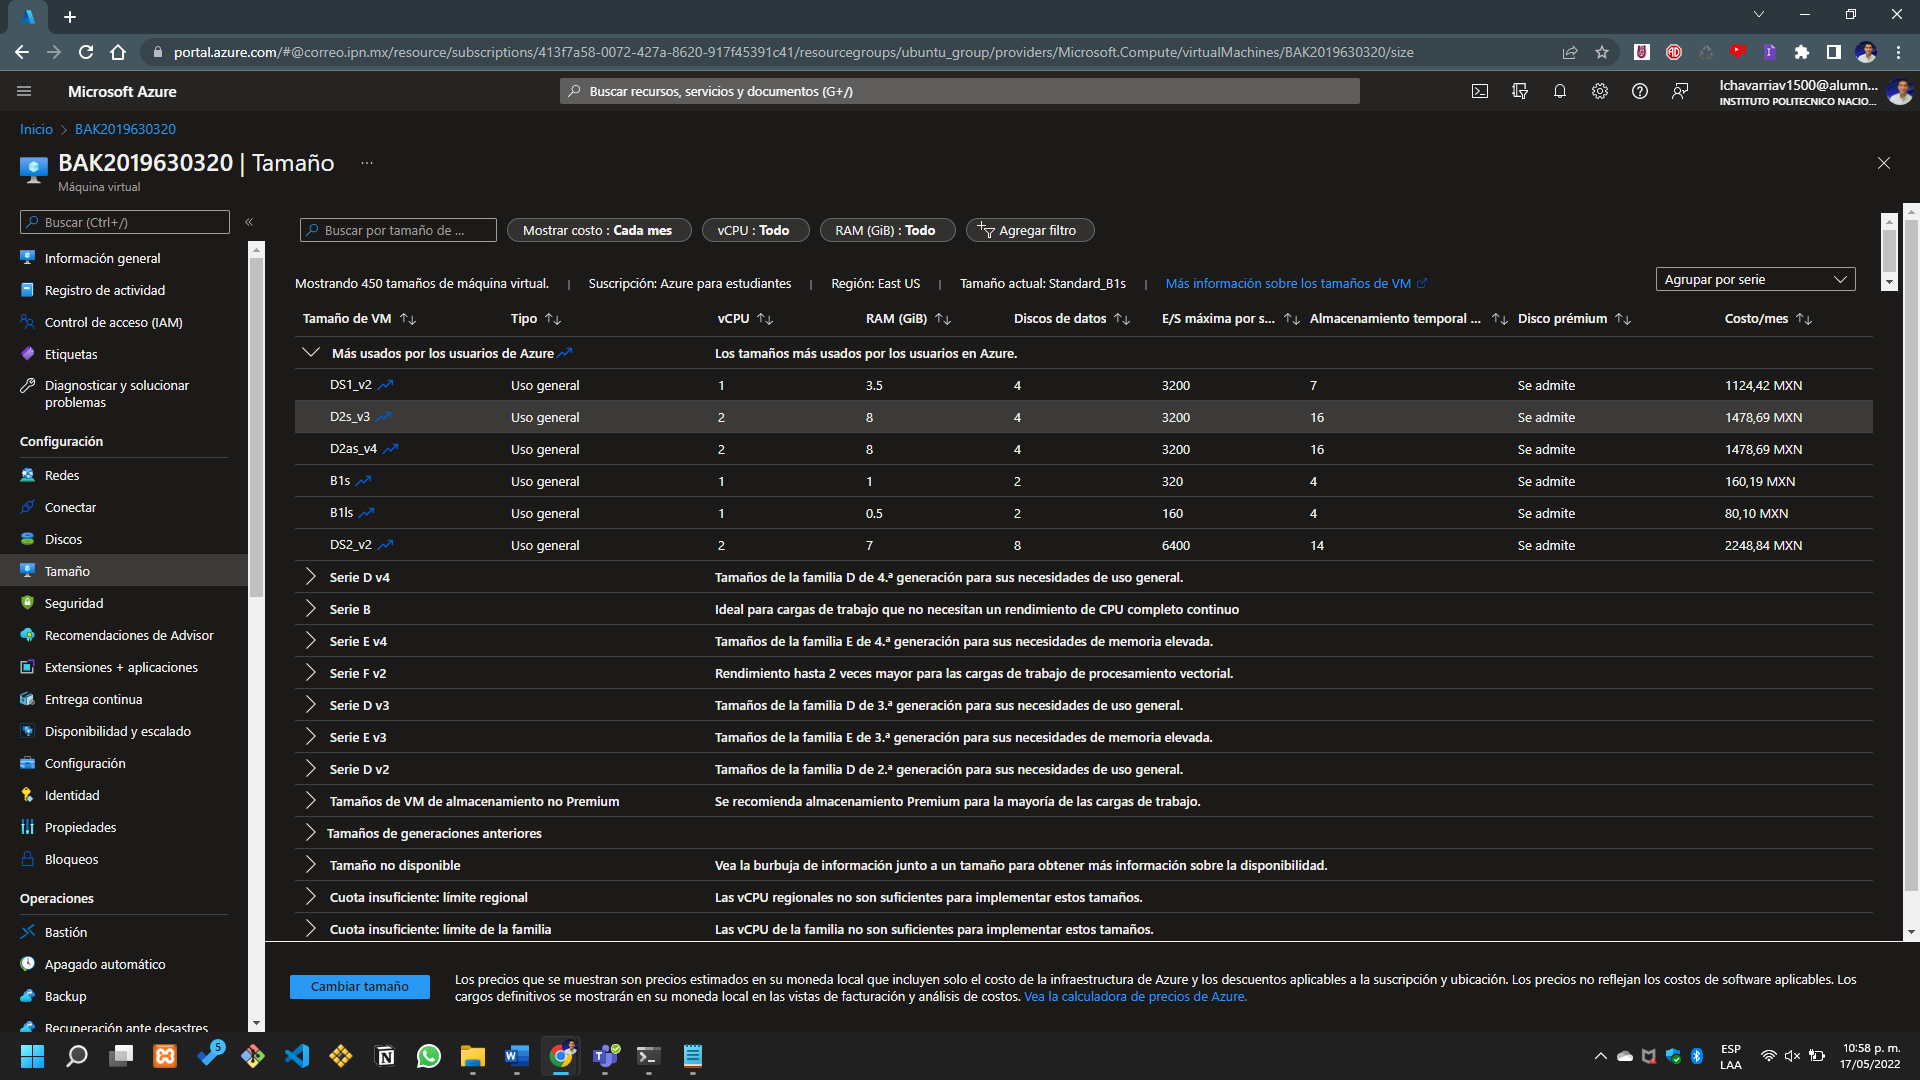 portal.azure.com/#@correo.ipn.mx/resource/subscriptions/413f7a58-0072-427a-8620-917f45391c41/resourcegroups/ubuntu_group/providers/Microsoft.Compute/virtualMachines/BAK2019630320/size
Microsoft Azure
Buscar recursos, servicios y documentos (G+/)
lchavarriav1500@alumn...
INSTITUTO POLITECNICO NACIO...
Inicio > BAK2019630320
BAK2019630320 | Tamaño ...
Máquina virtual
Buscar (Ctrl+/)
Información general
Registro de actividad
Control de acceso (IAM)
Etiquetas
Diagnosticar y solucionar
problemas
Configuración
Redes
Conectar
Discos
Tamaño
Seguridad
Recomendaciones de Advisor
Extensiones + aplicaciones
Entrega continua
Disponibilidad y escalado
Configuración
Identidad
Propiedades
Bloqueos
Operaciones
Bastión
Apagado automático
Backup
Recuperación ante desastres
Buscar por tamaño de ...
Mostrar costo : Cada mes
vCPU : Todo
RAM (GiB) : Todo
Agregar filtro
Mostrando 450 tamaños de máquina virtual. | Suscripción: Azure para estudiantes | Región: East US | Tamaño actual: Standard_B1s | Más información sobre los tamaños de VM
Agrupar por serie
Tamaño de VM Tipo vCPU RAM (GiB) Discos de datos E/S máxima por s... Almacenamiento temporal ... Disco prémium Costo/mes
Más usados por los usuarios de Azure Los tamaños más usados por los usuarios en Azure.
DS1_v2 Uso general 1 3.5 4 3200 7 Se admite 1124,42 MXN
D2s_v3 Uso general 2 8 4 3200 16 Se admite 1478,69 MXN
D2as_v4 Uso general 2 8 4 3200 16 Se admite 1478,69 MXN
B1s Uso general 1 1 2 320 4 Se admite 160,19 MXN
B1ls Uso general 1 0.5 2 160 4 Se admite 80,10 MXN
DS2_v2 Uso general 2 7 8 6400 14 Se admite 2248,84 MXN
Serie D v4 Tamaños de la familia D de 4.ª generación para sus necesidades de uso general.
Serie B Ideal para cargas de trabajo que no necesitan un rendimiento de CPU completo continuo
Serie E v4 Tamaños de la familia E de 4.ª generación para sus necesidades de memoria elevada.
Serie F v2 Rendimiento hasta 2 veces mayor para las cargas de trabajo de procesamiento vectorial.
Serie D v3 Tamaños de la familia D de 3.ª generación para sus necesidades de uso general.
Serie E v3 Tamaños de la familia E de 3.ª generación para sus necesidades de memoria elevada.
Serie D v2 Tamaños de la familia D de 2.ª generación para sus necesidades de uso general.
Tamaños de VM de almacenamiento no Premium Se recomienda almacenamiento Premium para la mayoría de las cargas de trabajo.
Tamaños de generaciones anteriores
Tamaño no disponible Vea la burbuja de información junto a un tamaño para obtener más información sobre la disponibilidad.
Cuota insuficiente: límite regional Las vCPU regionales no son suficientes para implementar estos tamaños.
Cuota insuficiente: límite de la familia Las vCPU de la familia no son suficientes para implementar estos tamaños.
Cambiar tamaño
Los precios que se muestran son precios estimados en su moneda local que incluyen solo el costo de la infraestructura de Azure y los descuentos aplicables a la suscripción y ubicación. Los precios no reflejan los costos de software aplicables. Los
cargos definitivos se mostrarán en su moneda local en las vistas de facturación y análisis de costos. Vea la calculadora de precios de Azure.
5
ESP
LAA
10:58 p. m.
17/05/2022